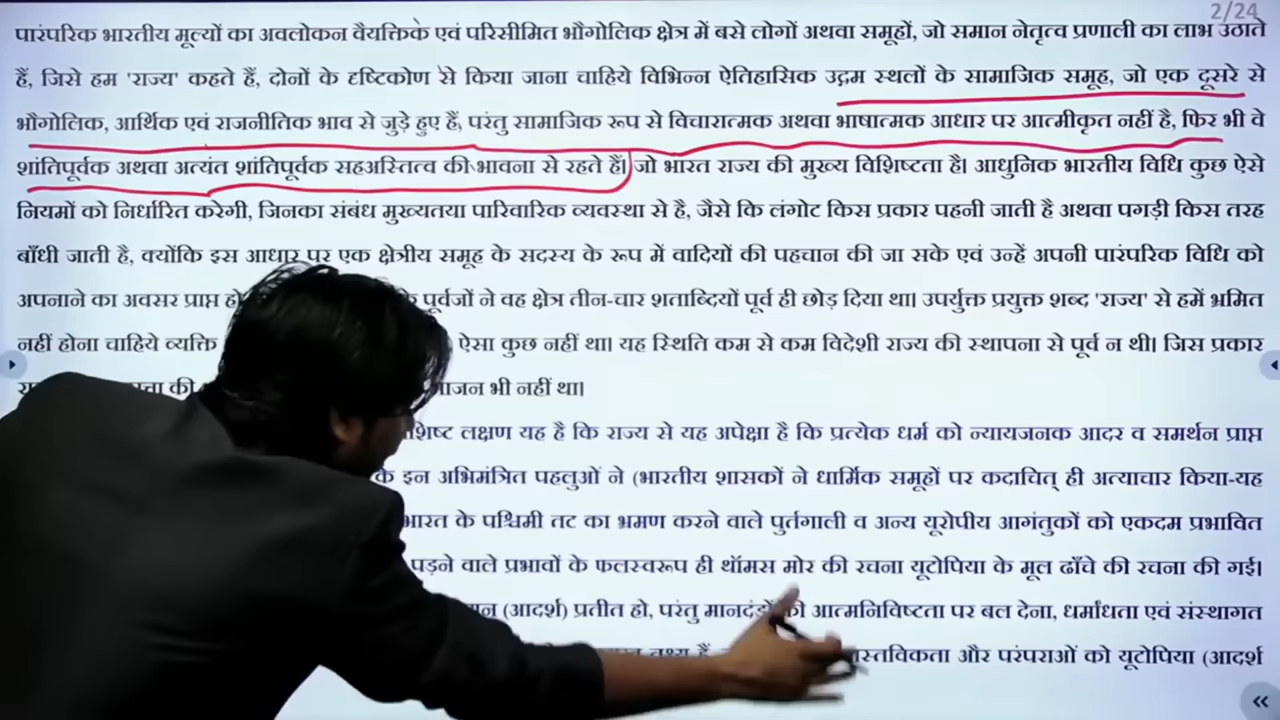 2/24
पारंपरिक भारतीय मूल्यों का अवलोकन वैयक्तिक एवं परिसीमित भौगोलिक क्षेत्र में बसे लोगों अथवा समूहों, जो समान नेतृत्व प्रणाली का लाभ उठाते
हैं, जिसे हम 'राज्य' कहते हैं, दोनों के दृष्टिकोण से किया जाना चाहिये विभिन्न ऐतिहासिक उद्गम स्थलों के सामाजिक समूह, जो एक दूसरे से
भौगोलिक, आर्थिक एवं राजनीतिक भाव से जुड़े हुए हैं, परंतु सामाजिक रूप से विचारात्मक अथवा भाषात्मक आधार पर आत्मीकृत नहीं है, फिर भी वे
शांतिपूर्वक अथवा अत्यंत शांतिपूर्वक सहअस्तित्व की भावना से रहते हैं। जो भारत राज्य की मुख्य विशिष्टता है। आधुनिक भारतीय विधि कुछ ऐसे
नियमों को निर्धारित करेगी, जिनका संबंध मुख्यतया पारिवारिक व्यवस्था से है, जैसे कि लंगोट किस प्रकार पहनी जाती है अथवा पगड़ी किस तरह
बाँधी जाती है, क्योंकि इस आधार पर एक क्षेत्रीय समूह के सदस्य के रूप में वादियों की पहचान की जा सके एवं उन्हें अपनी पारंपरिक विधि को
अपनाने का अवसर प्राप्त पूर्वजों ने वह क्षेत्र तीन-चार शताब्दियों पूर्व ही छोड़ दिया था। उपर्युक्त प्रयुक्त शब्द 'राज्य' से हमें भ्रमित
नहीं होना चाहिये व्यक्ति ऐसा कुछ नहीं था। यह स्थिति कम से कम विदेशी राज्य की स्थापना से पूर्व न थी। जिस प्रकार
की भी नहीं था।
लक्षण यह है कि राज्य से यह अपेक्षा है कि प्रत्येक धर्म को न्यायजनक आदर व समर्थन प्राप्त
के इन अभिमंत्रित पहलुओं ने (भारतीय शासकों ने धार्मिक समूहों पर कदाचित् ही अत्याचार किया-यह
भारत के पश्चिमी तट का भ्रमण करने वाले पुर्तगाली व अन्य यूरोपीय आगंतुकों को एकदम प्रभावित
पड़ने वाले प्रभावों के फलस्वरूप ही थॉमस मोर की रचना यूटोपिया के मूल ढाँचे की रचना की गई।
(आदर्श) प्रतीत हो, परंतु मानदंडों की आत्मनिविष्टता पर बल देना, धर्मांधता एवं संस्थागत
और परंपराओं को यूटोपिया (आदर्श